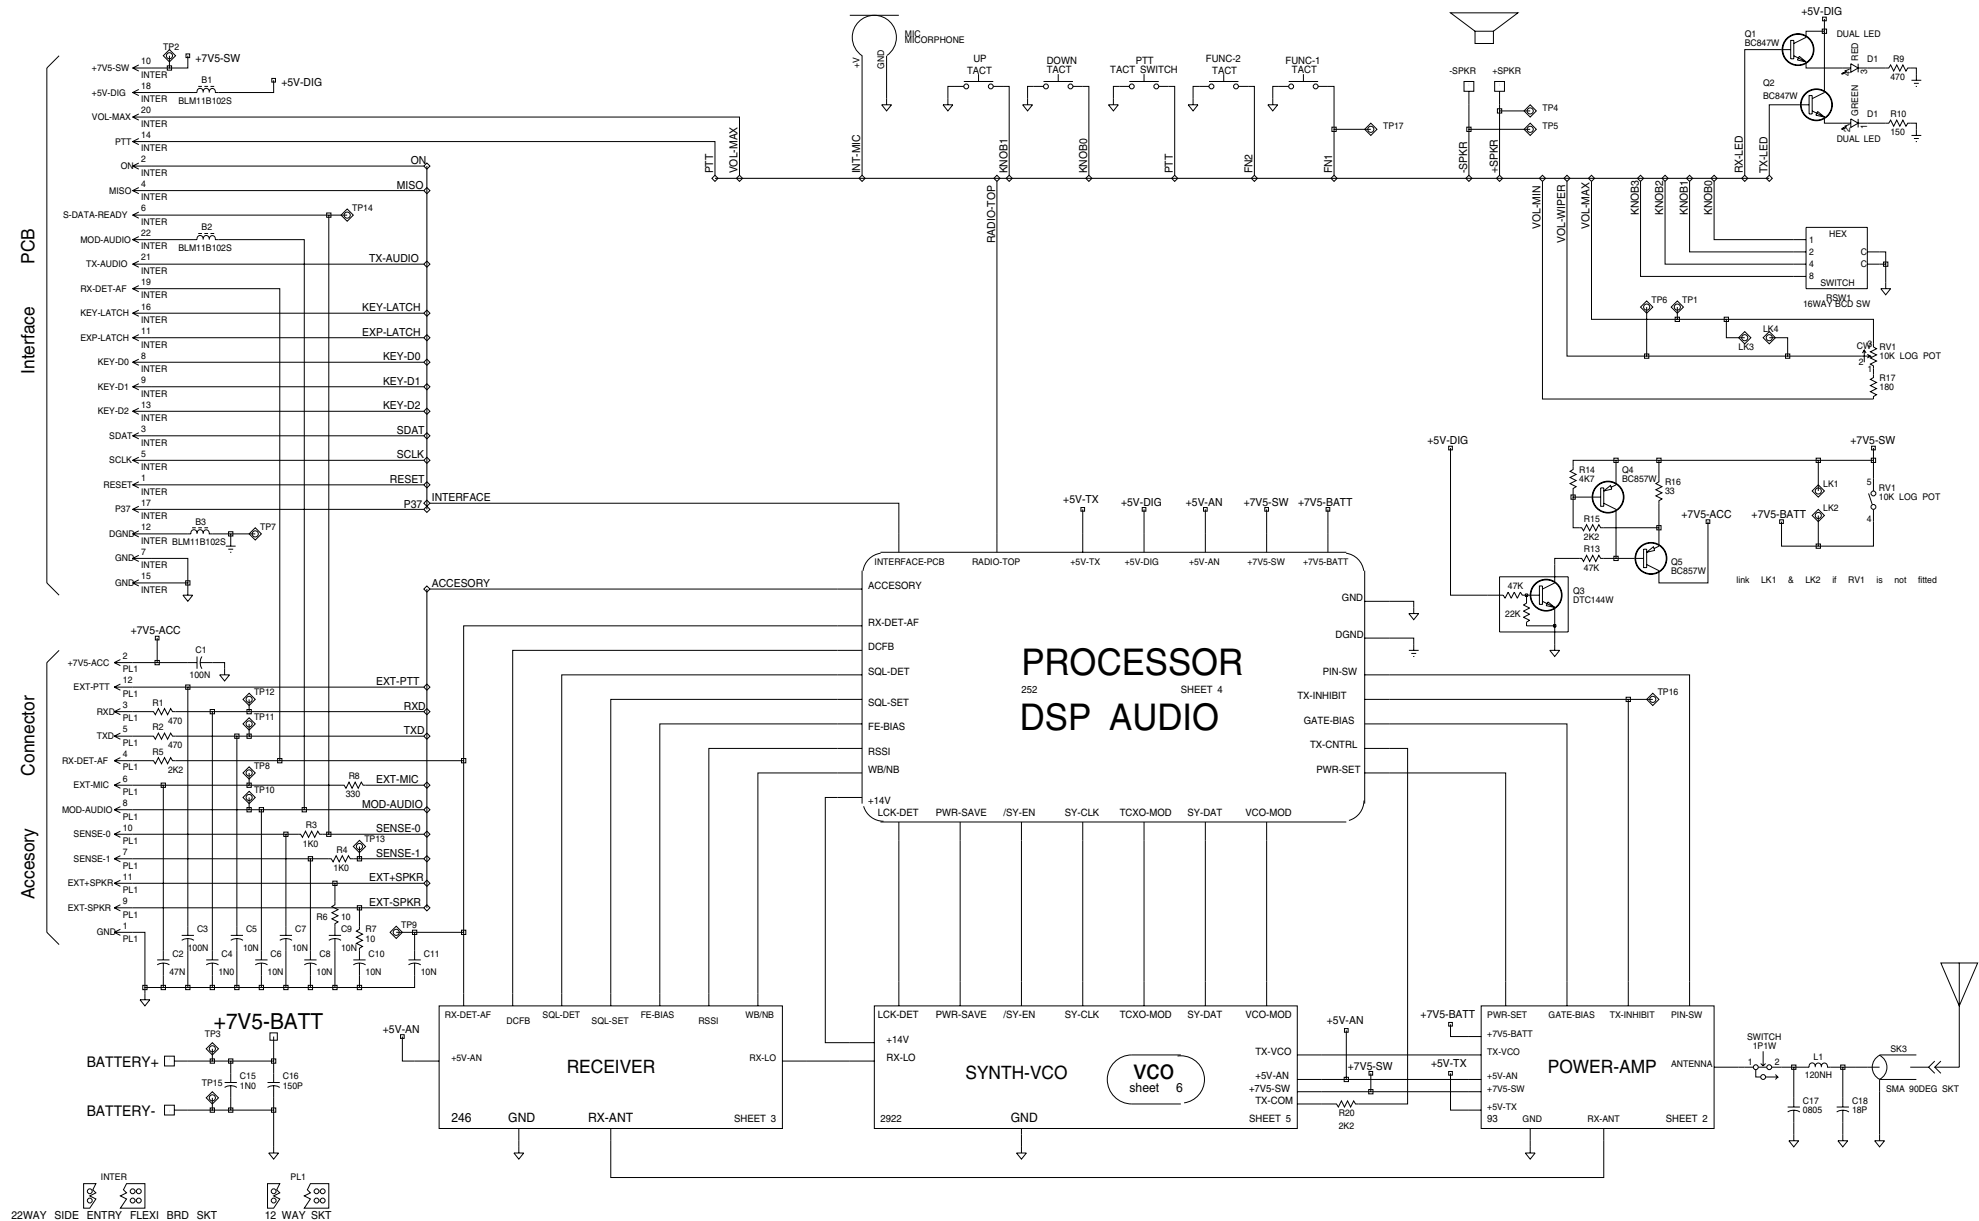 Interface PCB
+7V5-SW 10 INTER
TP2
+7V5-SW
+5V-DIG 18 INTER
B1
BLM11B102S
+5V-DIG
VOL-MAX 20 INTER
PTT 14 INTER
ON 2 INTER ON
MISO 4 INTER MISO
S-DATA-READY 6 INTER TP14
MOD-AUDIO 22 INTER
B2
BLM11B102S
TX-AUDIO 21 INTER TX-AUDIO
RX-DET-AF 19 INTER
KEY-LATCH 16 INTER KEY-LATCH
EXP-LATCH 11 INTER EXP-LATCH
KEY-D0 8 INTER KEY-D0
KEY-D1 9 INTER KEY-D1
KEY-D2 13 INTER KEY-D2
SDAT 3 INTER SDAT
SCLK 5 INTER SCLK
RESET 1 INTER RESET
P37 17 INTER P37
INTERFACE
DGND 12 INTER
B3
BLM11B102S
TP7
GND 7 INTER
GND 15 INTER
PTT
VOL-MAX
MIC
MICORPHONE
+V
GND
INT-MIC
UP
TACT
KNOB1
RADIO-TOP
DOWN
TACT
KNOB0
PTT
TACT SWITCH
PTT
FUNC-2
TACT
FN2
FUNC-1
TACT
FN1
TP17
-SPKR
+SPKR
TP4
TP5
-SPKR
+SPKR
+5V-DIG
Q1
BC847W
DUAL LED
RED
3
D1
R9
470
Q2
BC847W
GREEN
1
D1
R10
150
DUAL LED
RX-LED
TX-LED
VOL-MIN
VOL-WIPER
VOL-MAX
KNOB3
KNOB2
KNOB1
KNOB0
HEX
1
2
4
8
C
C
SWITCH
RSW1
16WAY BCD SW
TP6
TP1
LK3
LK4
CW
3
2
1
RV1
10K LOG POT
R17
180
+5V-DIG
R14
4K7
Q4
BC857W
R16
33
R15
2K2
R13
47K
Q5
BC857W
+7V5-ACC
47K
22K
Q3
DTC144W
+7V5-SW
LK1
LK2
+7V5-BATT
5
4
RV1
10K LOG POT
link LK1 & LK2 if RV1 is not fitted
+5V-TX +5V-DIG +5V-AN +7V5-SW +7V5-BATT
INTERFACE-PCB RADIO-TOP +5V-TX +5V-DIG +5V-AN +7V5-SW +7V5-BATT
ACCESORY
ACCESORY
RX-DET-AF
DCFB
SQL-DET
SQL-SET
FE-BIAS
RSSI
WB/NB
+14V
PROCESSOR
252 SHEET 4
DSP AUDIO
GND
DGND
PIN-SW
TX-INHIBIT
TP16
GATE-BIAS
TX-CNTRL
PWR-SET
LCK-DET PWR-SAVE /SY-EN SY-CLK TCXO-MOD SY-DAT VCO-MOD
Accesory Connector
+7V5-ACC
+7V5-ACC 2 PL1
C1
100N
EXT-PTT 12 PL1 EXT-PTT
RXD 3 PL1 R1 470 TP12 RXD
TXD 5 PL1 R2 470 TP11 TXD
RX-DET-AF 4 PL1 R5 2K2
EXT-MIC 6 PL1 TP8 R8 330 EXT-MIC
MOD-AUDIO 8 PL1 TP10 MOD-AUDIO
SENSE-0 10 PL1 R3 1K0 SENSE-0
SENSE-1 7 PL1 R4 1K0 TP13 SENSE-1
EXT+SPKR 11 PL1 EXT+SPKR
EXT-SPKR 9 PL1 EXT-SPKR
GND 1 PL1
R6 10
R7 10
TP9
C2 47N
C3 100N
C4 1N0
C5 10N
C6 10N
C7 10N
C8 10N
C9 10N
C10 10N
C11 10N
+7V5-BATT
TP3
BATTERY+
TP15
C15 1N0
C16 150P
BATTERY-
INTER
22WAY SIDE ENTRY FLEXI BRD SKT
PL1
12 WAY SKT
+5V-AN
RX-DET-AF DCFB SQL-DET SQL-SET FE-BIAS RSSI WB/NB
+5V-AN
RECEIVER
RX-LO
246 GND RX-ANT SHEET 3
LCK-DET PWR-SAVE /SY-EN SY-CLK TCXO-MOD SY-DAT VCO-MOD
+14V
RX-LO
SYNTH-VCO
VCO
sheet 6
TX-VCO
+5V-AN
+7V5-SW
TX-COM
2922 GND SHEET 5
+5V-AN
+7V5-SW
R20
2K2
+7V5-BATT
+5V-TX
PWR-SET GATE-BIAS TX-INHIBIT PIN-SW
+7V5-BATT
TX-VCO
+5V-AN
+7V5-SW
+5V-TX
POWER-AMP
ANTENNA
93 GND RX-ANT SHEET 2
SWITCH
1P1W
1 2
L1
120NH
C17
0805
C18
18P
SK3
SMA 90DEG SKT